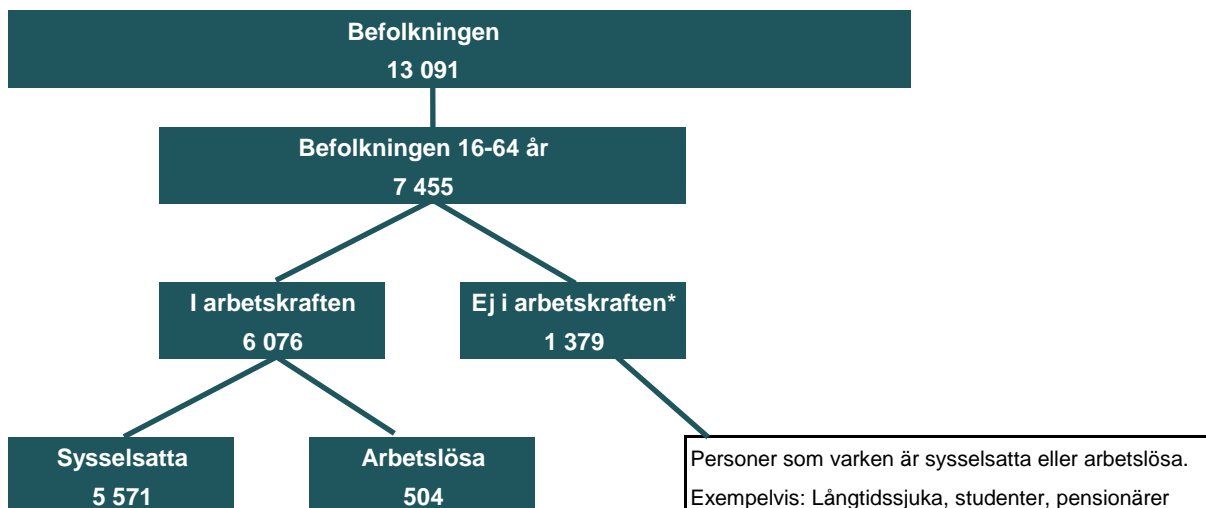 Befolkningen
13 091
Befolkningen 16-64 år
7 455
I arbetskraften
6 076
Ej i arbetskraften*
1 379
Sysselsatta
5 571
Arbetslösa
504
Personer som varken är sysselsatta eller arbetslösa.
Exempelvis: Långtidssjuka, studenter, pensionärer